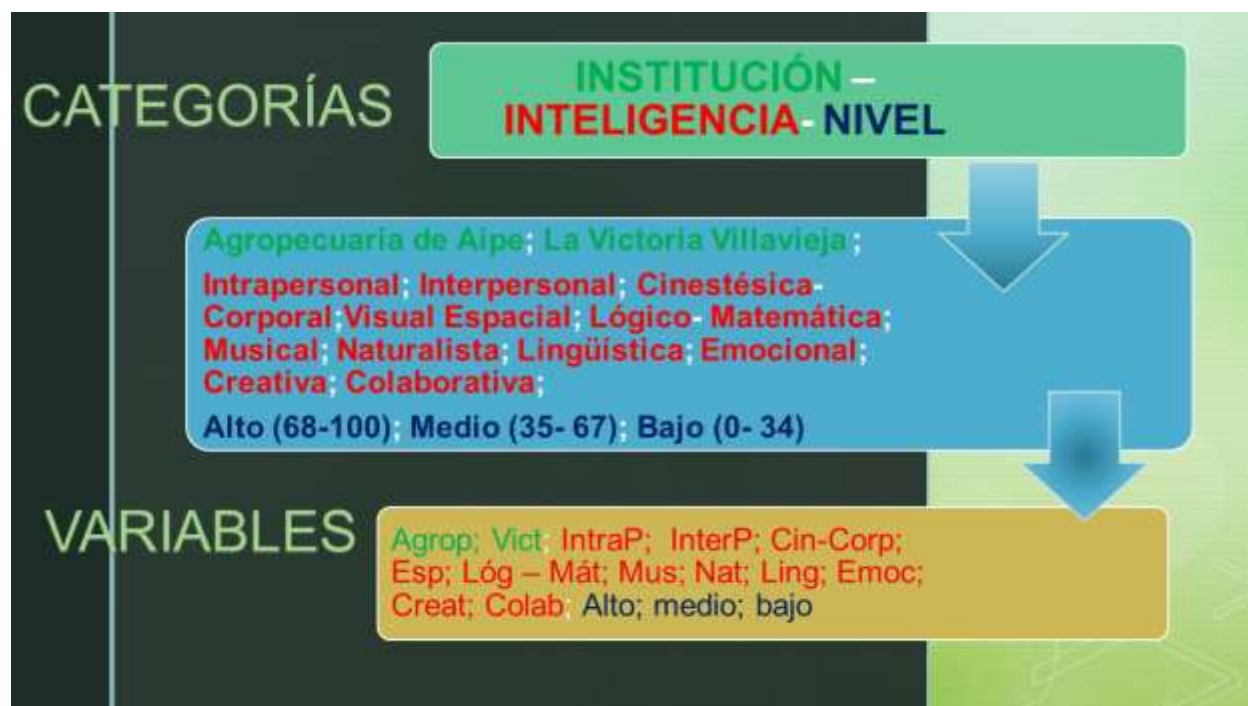 CATEGORÍAS
INSTITUCIÓN –
INTELIGENCIA- NIVEL
Agropecuaria de Aipe; La Victoria Villavieja;
Intrapersonal; Interpersonal; Cinestésica-
Corporal;Visual Espacial; Lógico- Matemática;
Musical; Naturalista; Lingüística; Emocional;
Creativa; Colaborativa;
Alto (68-100); Medio (35- 67); Bajo (0- 34)
VARIABLES
Agrop; Vict; IntraP; InterP; Cin-Corp;
Esp; Lóg – Mát; Mus; Nat; Ling; Emoc;
Creat; Colab; Alto; medio; bajo